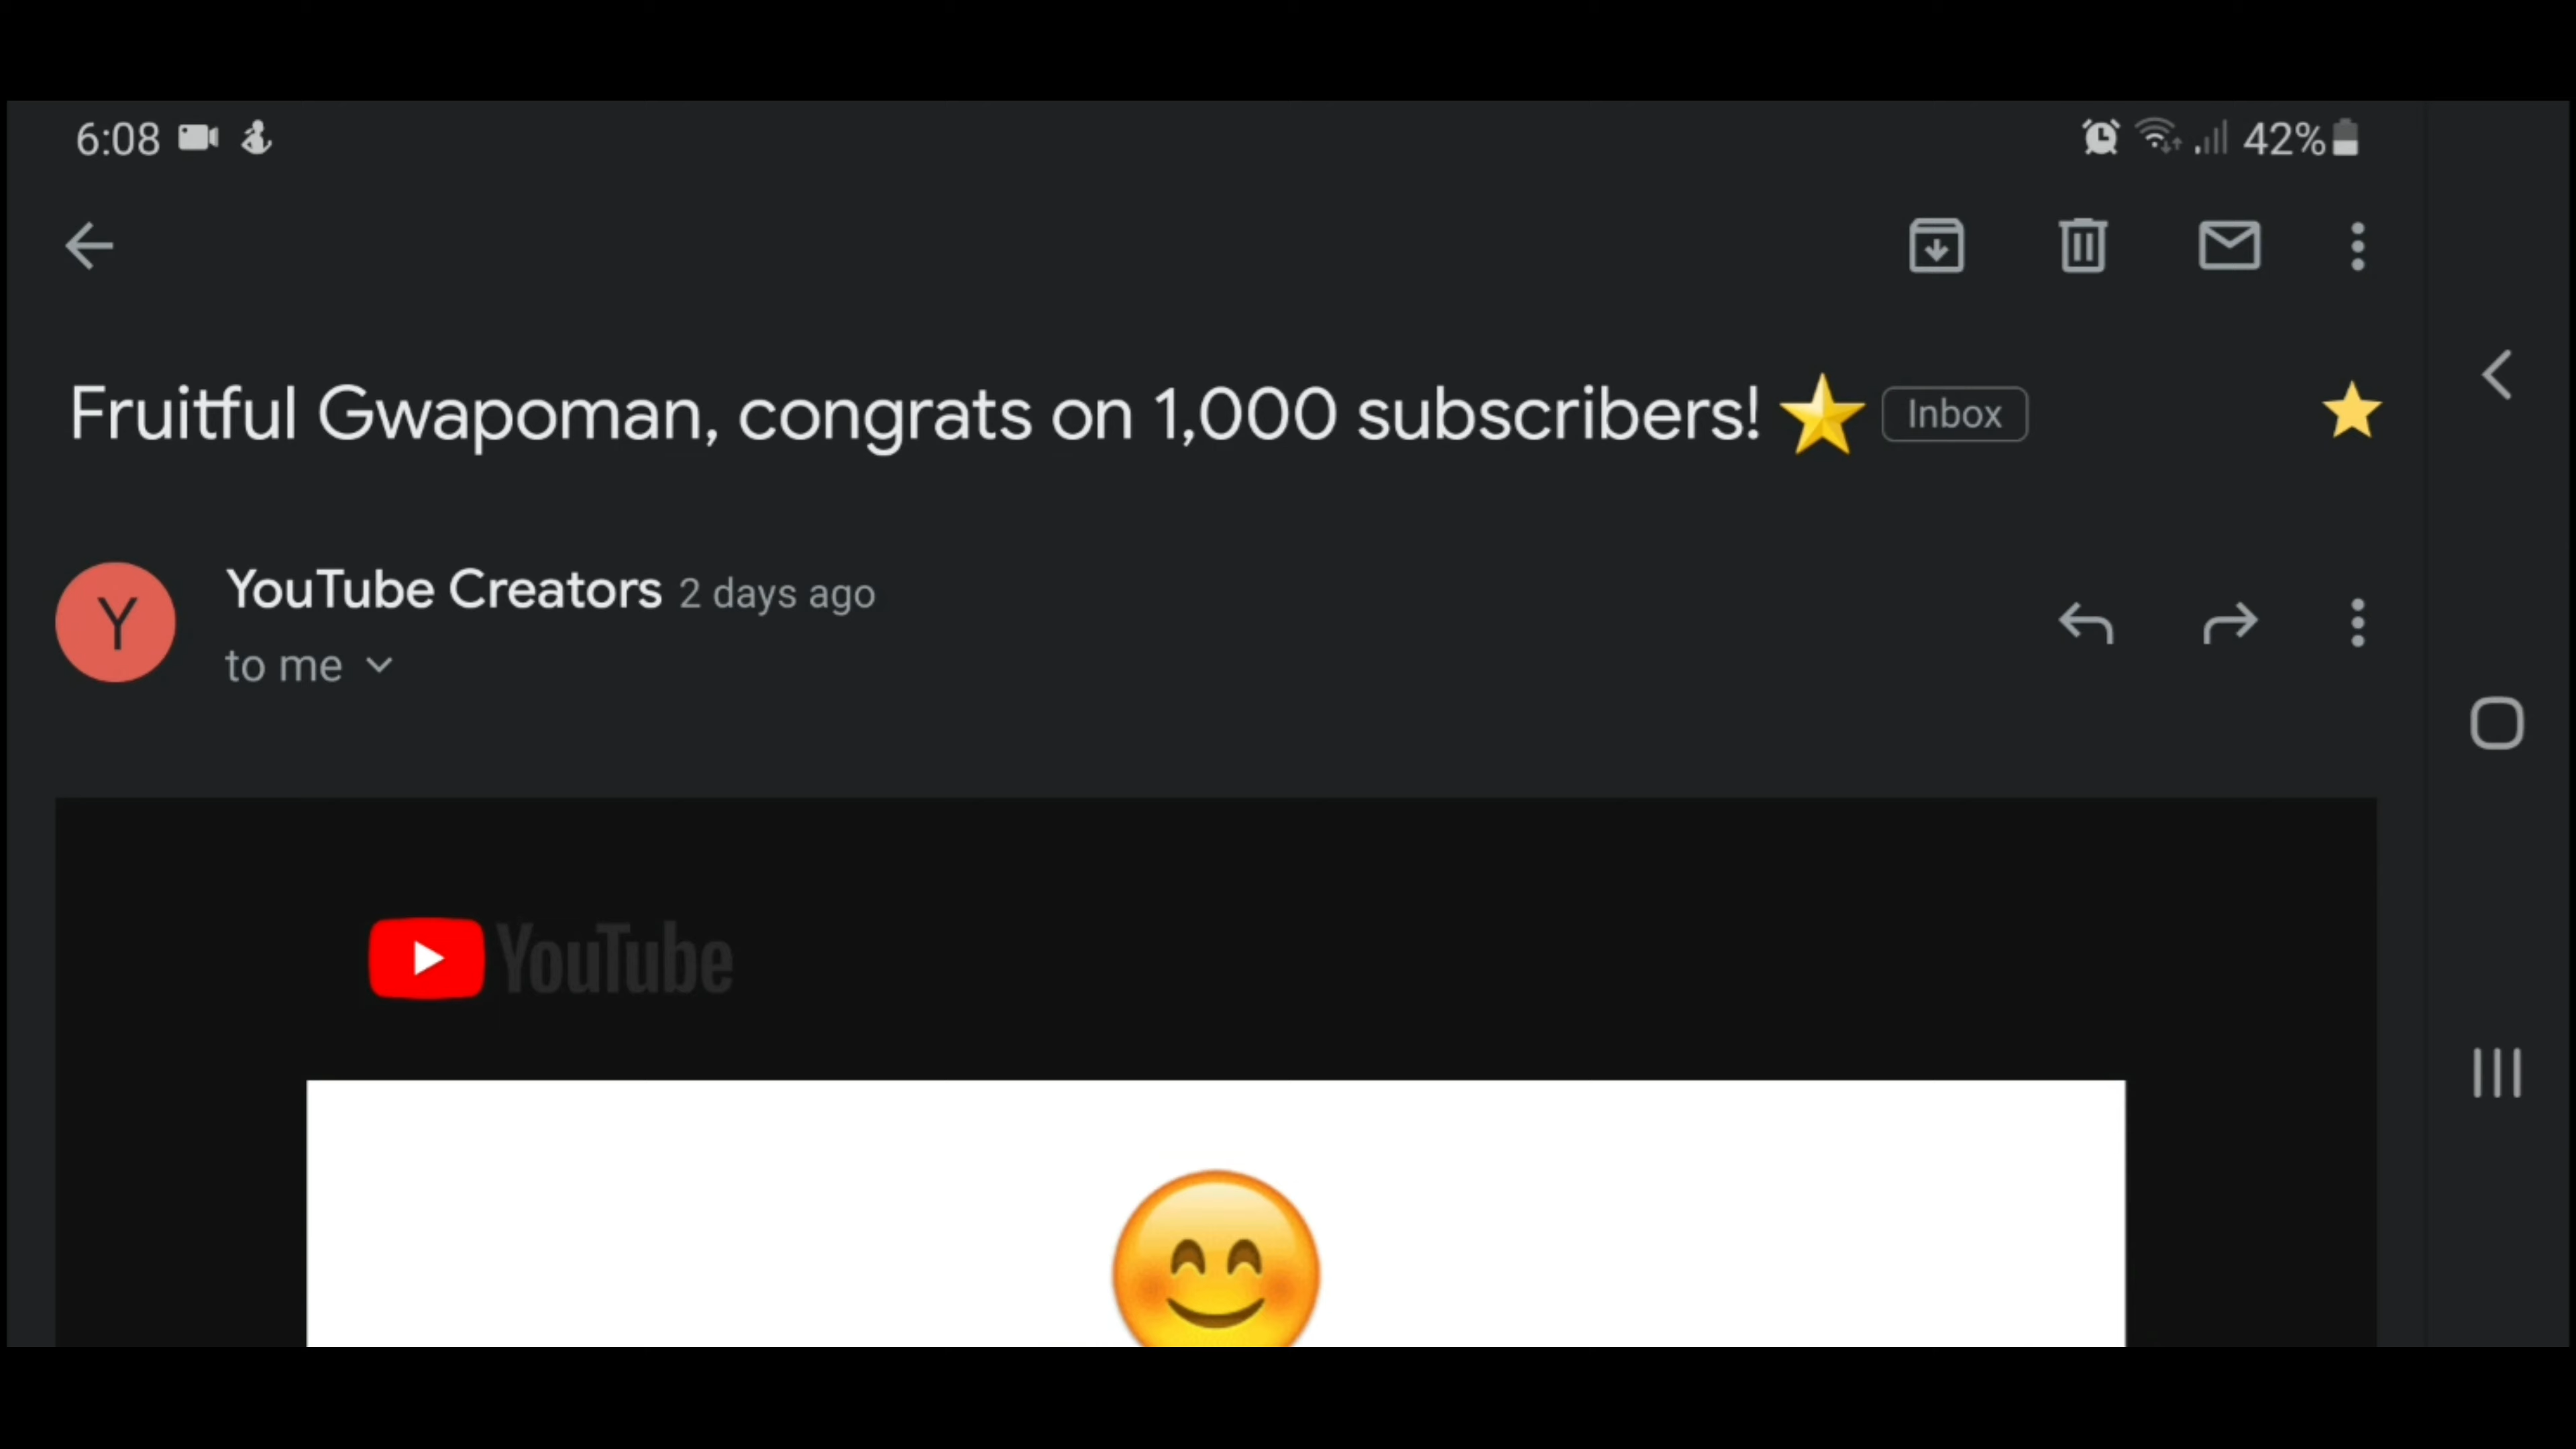 6:08
42%
Fruitful Gwapoman, congrats on 1,000 subscribers! ⭐ Inbox
Y
YouTube Creators 2 days ago
to me
YouTube